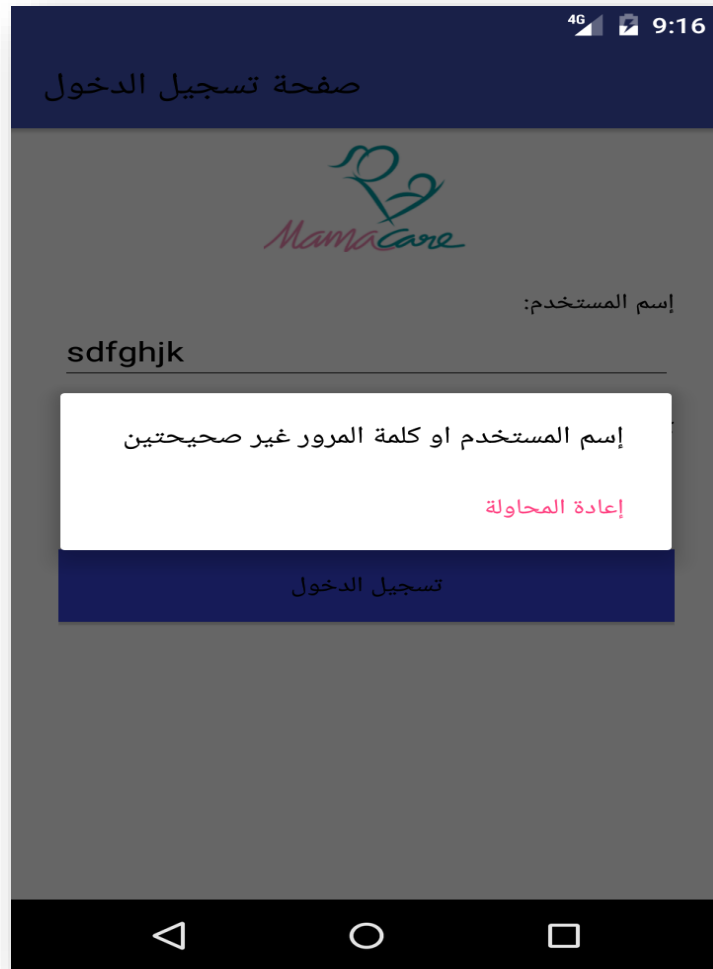 4G 9:16
صفحة تسجيل الدخول
Mamacare
إسم المستخدم:
sdfghjk
إسم المستخدم او كلمة المرور غير صحيحتين
إعادة المحاولة
تسجيل الدخول